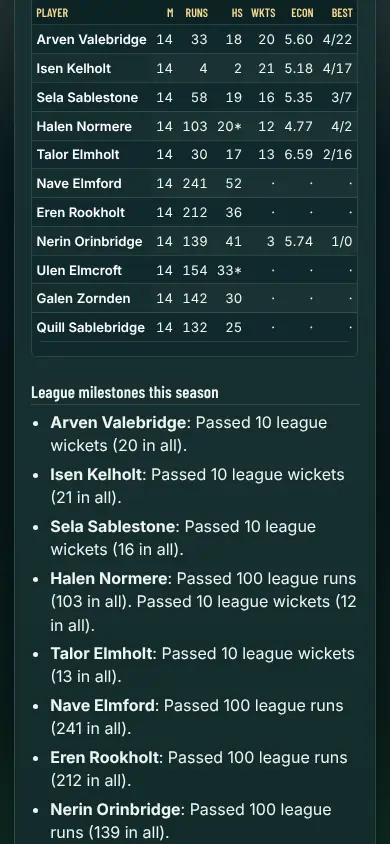 PLAYER M RUNS HS WKTS ECON BEST
Arven Valebridge 14 33 18 20 5.60 4/22
Isen Kelholt 14 4 2 21 5.18 4/17
Sela Sablestone 14 58 19 16 5.35 3/7
Halen Normere 14 103 20* 12 4.77 4/2
Talor Elmholt 14 30 17 13 6.59 2/16
Nave Elmford 14 241 52 · · ·
Eren Rookholt 14 212 36 · · ·
Nerin Orinbridge 14 139 41 3 5.74 1/0
Ulen Elmcroft 14 154 33* · · ·
Galen Zornden 14 142 30 · · ·
Quill Sablebridge 14 132 25 · · ·
League milestones this season
• Arven Valebridge: Passed 10 league
wickets (20 in all).
• Isen Kelholt: Passed 10 league wickets
(21 in all).
• Sela Sablestone: Passed 10 league
wickets (16 in all).
• Halen Normere: Passed 100 league runs
(103 in all). Passed 10 league wickets (12
in all).
• Talor Elmholt: Passed 10 league wickets
(13 in all).
• Nave Elmford: Passed 100 league runs
(241 in all).
• Eren Rookholt: Passed 100 league runs
(212 in all).
• Nerin Orinbridge: Passed 100 league
runs (139 in all).